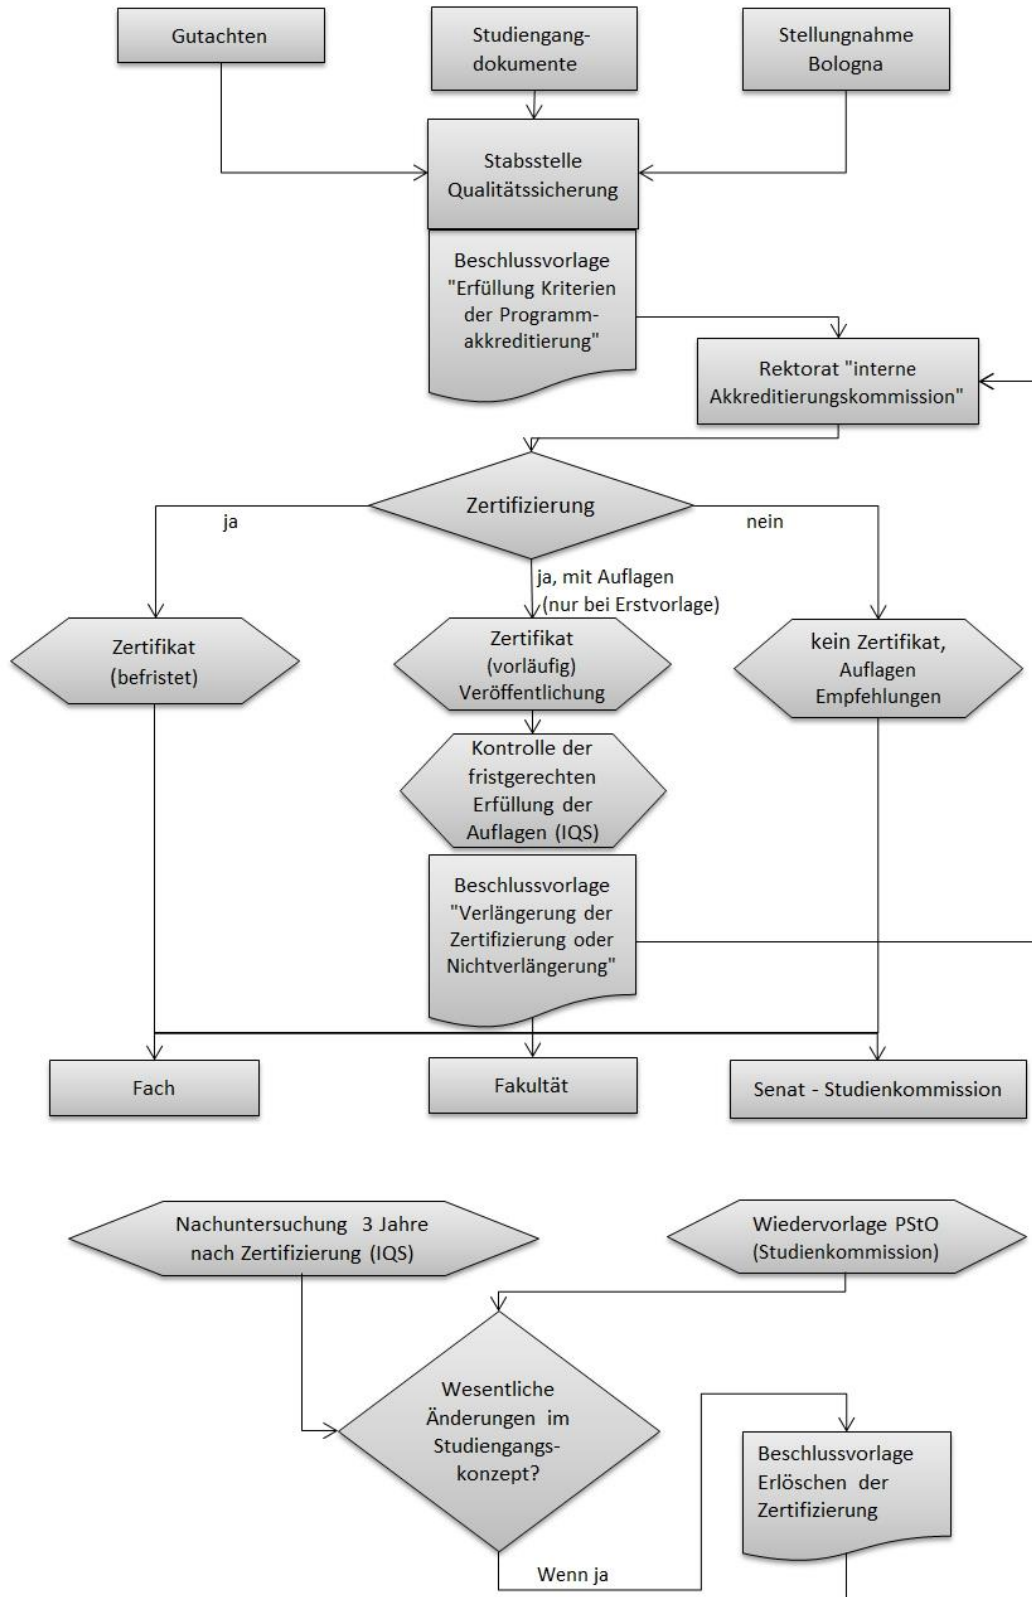 Gutachten
Studiengang-
dokumente
Stellungnahme
Bologna
Stabsstelle
Qualitätssicherung
Beschlussvorlage
"Erfüllung Kriterien
der Programm-
akkreditierung"
Rektorat "interne
Akkreditierungskommission"
Zertifizierung
ja
nein
ja, mit Auflagen
(nur bei Erstvorlage)
Zertifikat
(befristet)
Zertifikat
(vorläufig)
Veröffentlichung
kein Zertifikat,
Auflagen
Empfehlungen
Kontrolle der
fristgerechten
Erfüllung der
Auflagen (IQS)
Beschlussvorlage
"Verlängerung der
Zertifizierung oder
Nichtverlängerung"
Fach
Fakultät
Senat - Studienkommission
Nachuntersuchung 3 Jahre
nach Zertifizierung (IQS)
Wiedervorlage PStO
(Studienkommission)
Wesentliche
Änderungen im
Studiengangs-
konzept?
Beschlussvorlage
Erlöschen der
Zertifizierung
Wenn ja